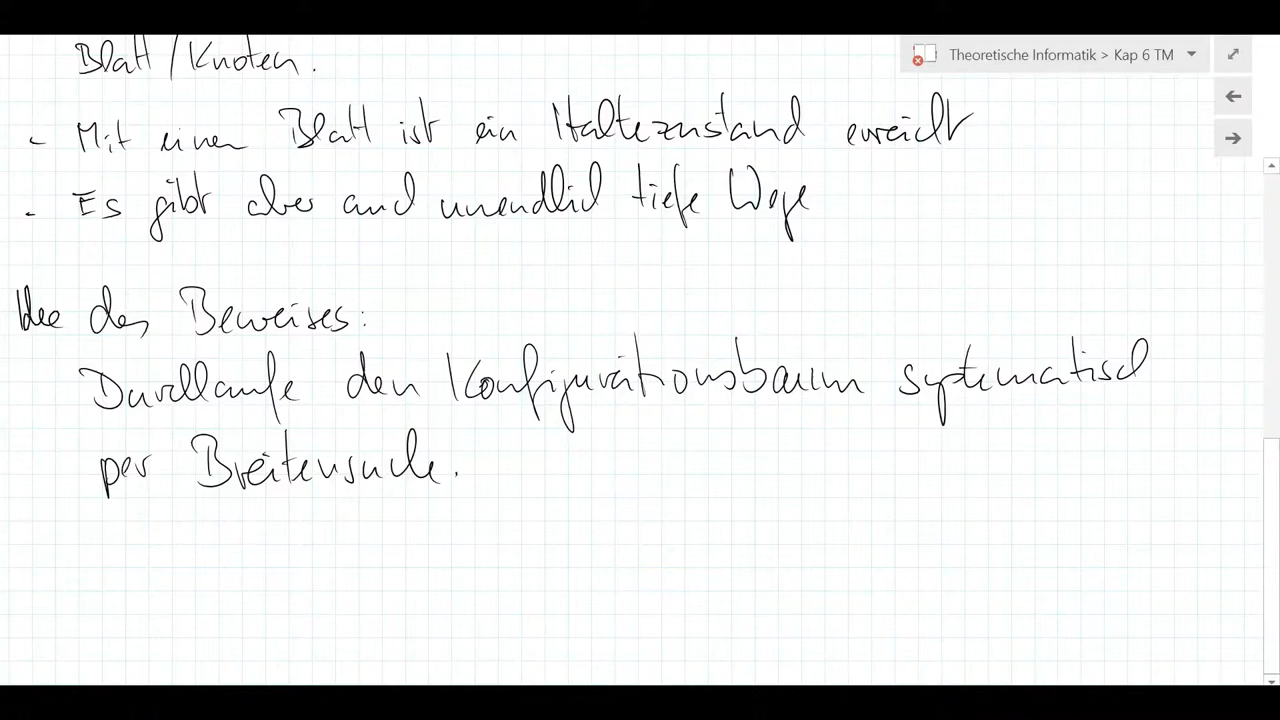 Blatt/Knoten.
Theoretische Informatik > Kap 6 TM
- Mit einem Blatt ist ein Haltezustand erreicht
- Es gibt aber auch unendlich tiefe Wege
Idee des Beweises:
Durchlaufe den Konfigurationsbaum systematisch
per Breitensuche.